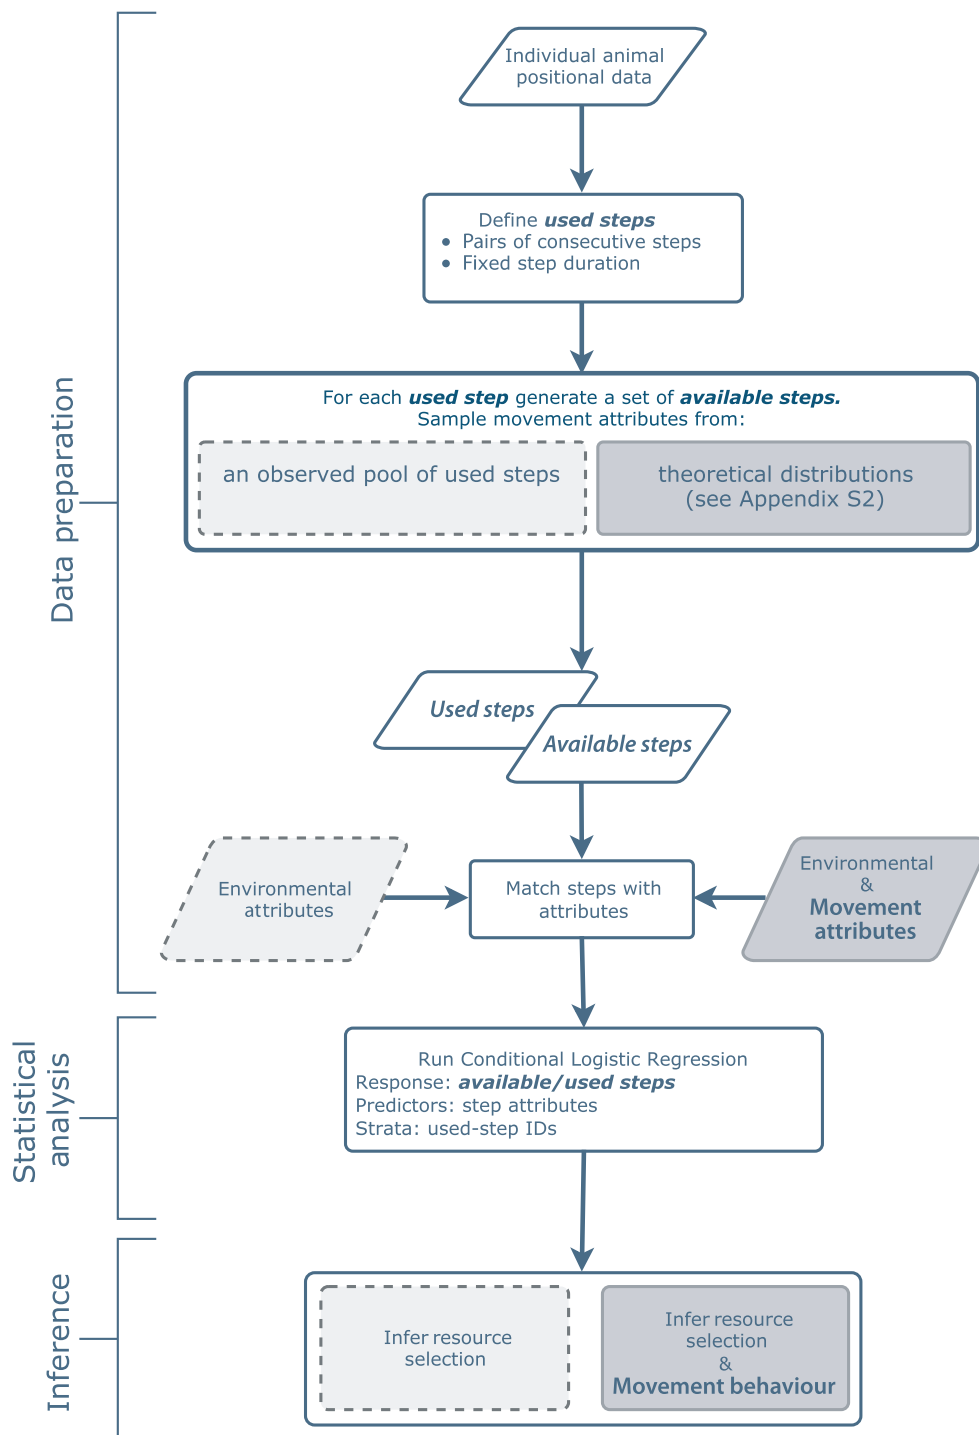 Individual animal
positional data
Define used steps
• Pairs of consecutive steps
• Fixed step duration
For each used step generate a set of available steps.
Sample movement attributes from:
an observed pool of used steps
theoretical distributions
(see Appendix S2)
Data preparation
Used steps
Available steps
Environmental
attributes
Match steps with
attributes
Environmental
&
Movement
attributes
Statistical
analysis
Run Conditional Logistic Regression
Response: available/used steps
Predictors: step attributes
Strata: used-step IDs
Inference
Infer resource
selection
Infer resource
selection
&
Movement behaviour